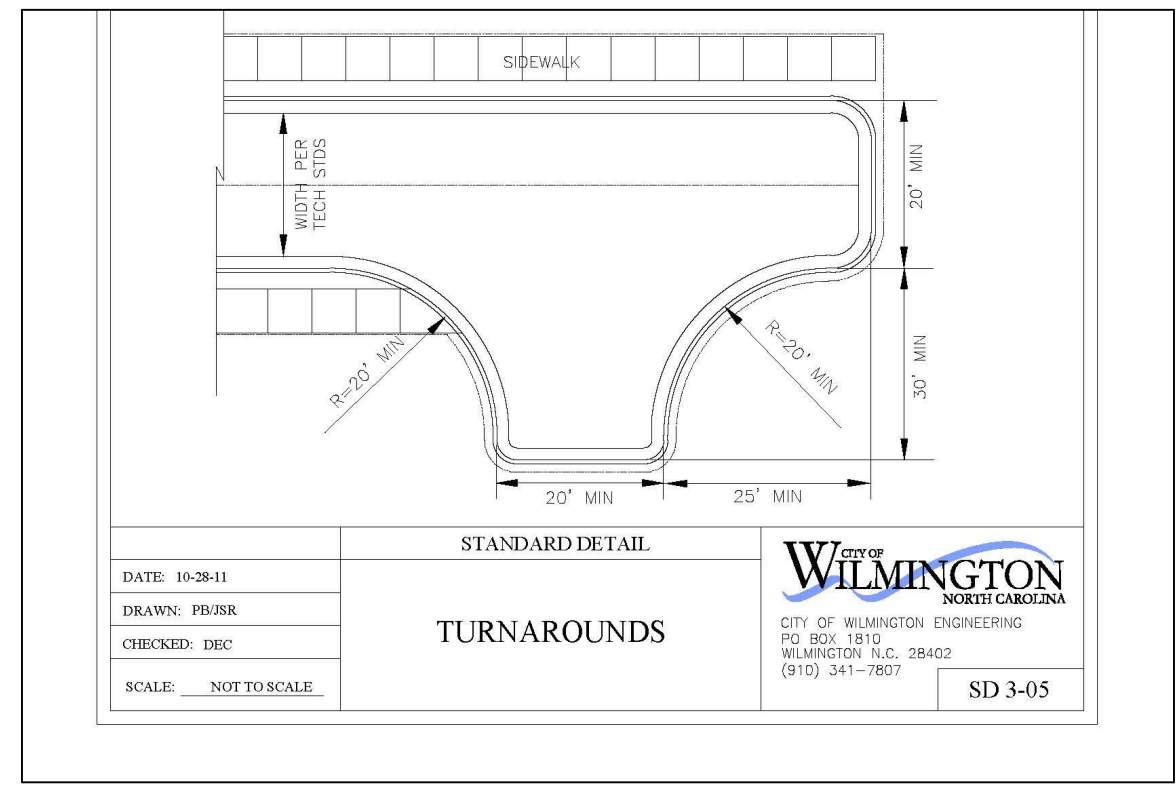 SIDEWALK
WIDTH PER
TECH STDS
20' MIN
R=20' MIN
R=20' MIN
30' MIN
20' MIN
25' MIN
STANDARD DETAIL
DATE: 10-28-11
DRAWN: PB/JSR
CHECKED: DEC
SCALE: NOT TO SCALE
TURNAROUNDS
CITY OF
WILMINGTON
NORTH CAROLINA
CITY OF WILMINGTON ENGINEERING
PO BOX 1810
WILMINGTON N.C. 28402
(910) 341-7807
SD 3-05